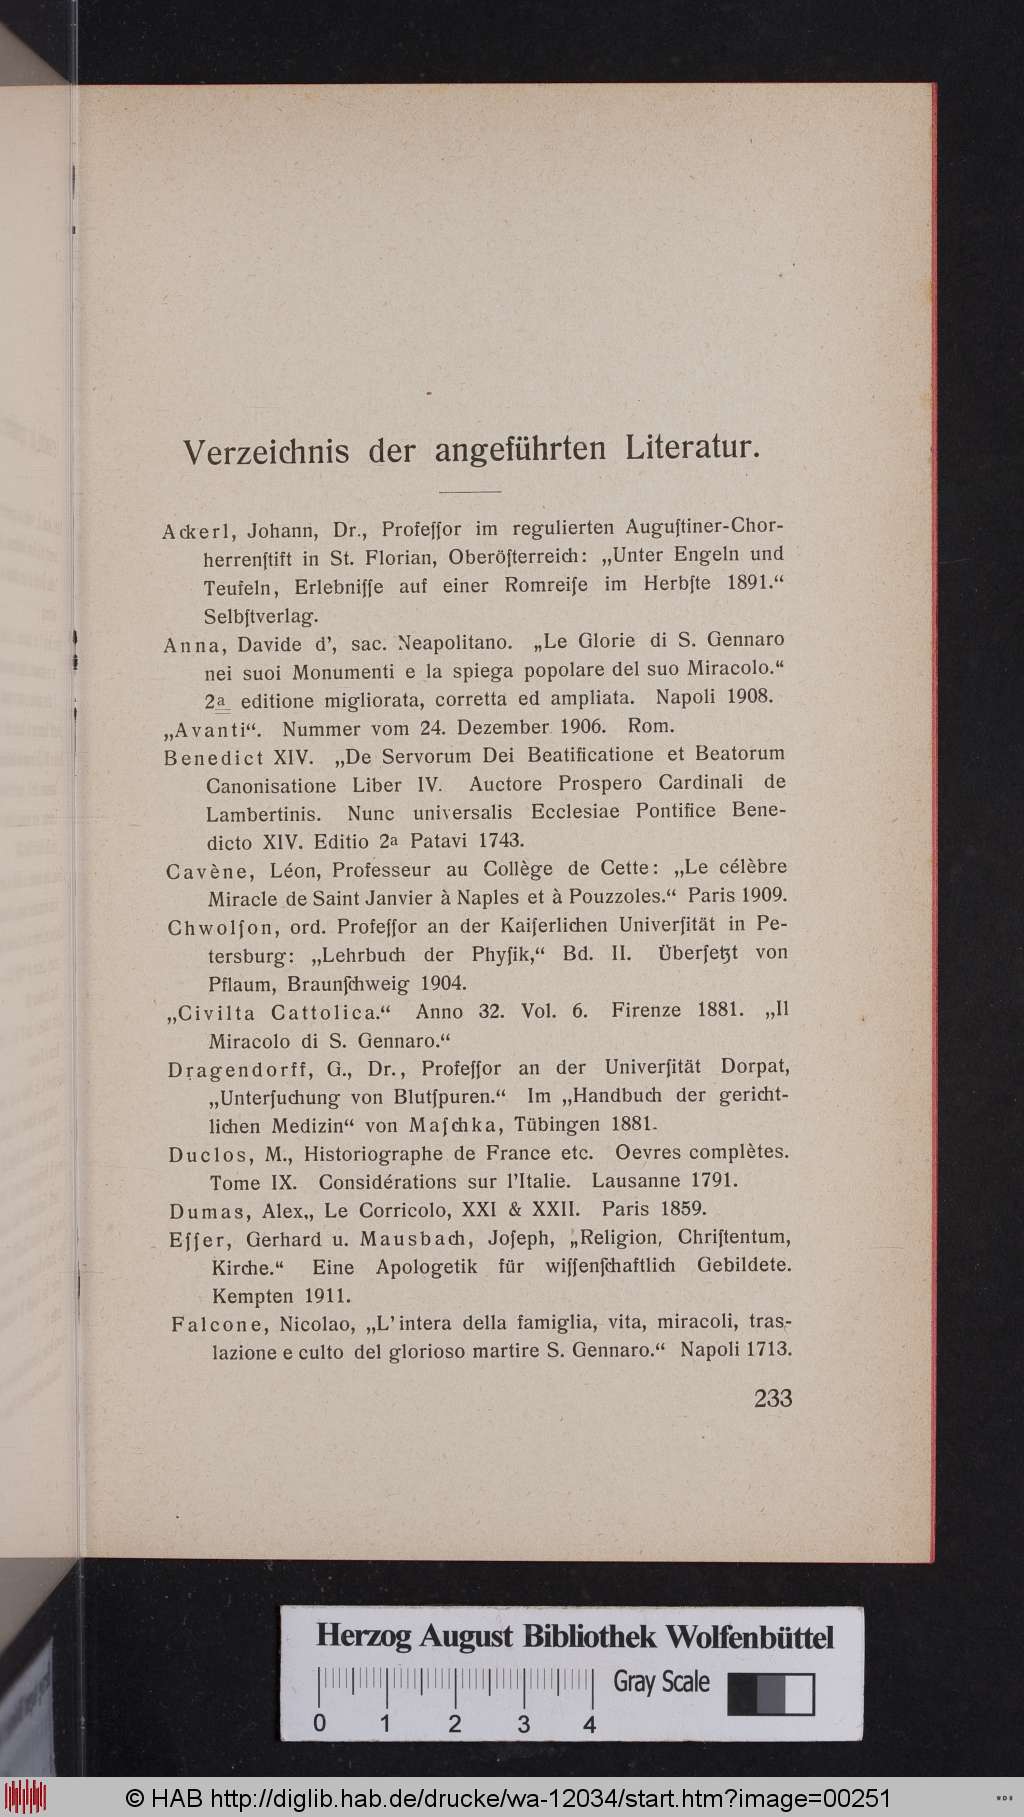 Verzeichnis der angeführten Literatur.
Ackerl, Johann, Dr., Profeſſor im regulierten Auguſtiner-Chor-
herrenſtift in St. Florian, Oberöſterreich: „Unter Engeln und
Teufeln, Erlebniſſe auf einer Romreiſe im Herbſte 1891.“
Selbſtverlag.
Anna, Davide d’, sac. Neapolitano. „Le Glorie di S. Gennaro
nei suoi Monumenti e la spiega popolare del suo Miracolo.“
2a editione migliorata, corretta ed ampliata. Napoli 1908.
„Avanti“. Nummer vom 24. Dezember 1906. Rom.
Benedict XIV. „De Servorum Dei Beatificatione et Beatorum
Canonisatione Liber IV. Auctore Prospero Cardinali de
Lambertinis. Nunc universalis Ecclesiae Pontifice Bene-
dicto XIV. Editio 2a Patavi 1743.
Cavène, Léon, Professeur au Collège de Cette: „Le célèbre
Miracle de Saint Janvier à Naples et à Pouzzoles.“ Paris 1909.
Chwolſon, ord. Profeſſor an der Kaiſerlichen Univerſität in Pe-
tersburg: „Lehrbuch der Phyſik,“ Bd. II. Überſetzt von
Pflaum, Braunſchweig 1904.
„Civilta Cattolica.“ Anno 32. Vol. 6. Firenze 1881. „Il
Miracolo di S. Gennaro.“
Dragendorff, G., Dr., Profeſſor an der Univerſität Dorpat,
„Unterſuchung von Blutſpuren.“ Im „Handbuch der gericht-
lichen Medizin“ von Maſchka, Tübingen 1881.
Duclos, M., Historiographe de France etc. Oevres complètes.
Tome IX. Considérations sur l’Italie. Lausanne 1791.
Dumas, Alex„ Le Corricolo, XXI & XXII. Paris 1859.
Eſſer, Gerhard u. Mausbach, Joſeph, „Religion, Chriſtentum,
Kirche.“ Eine Apologetik für wiſſenſchaftlich Gebildete.
Kempten 1911.
Falcone, Nicolao, „L’intera della famiglia, vita, miracoli, tras-
lazione e culto del glorioso martire S. Gennaro.“ Napoli 1713.
233
Herzog August Bibliothek Wolfenbüttel
Gray Scale
0 1 2 3 4
© HAB http://diglib.hab.de/drucke/wa-12034/start.htm?image=00251